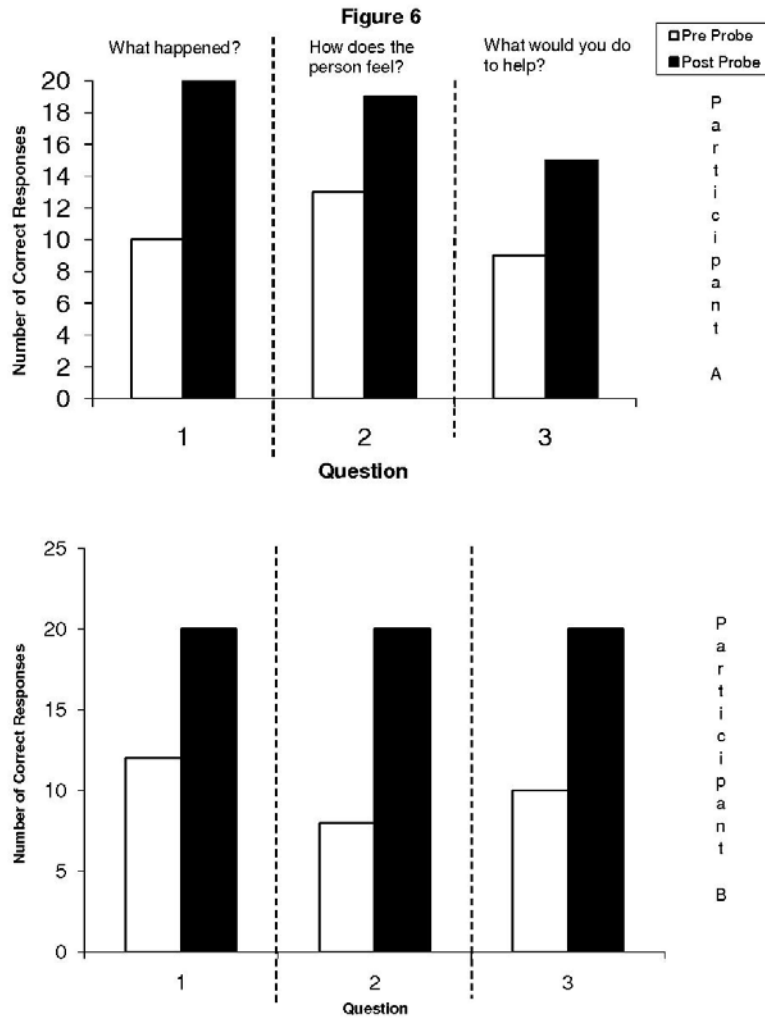 Figure 6
What happened?
How does the
person feel?
What would you do
to help?
Pre Probe
Post Probe
20
18
16
14
12
10
8
6
4
2
0
Number of Correct Responses
1
2
3
Question
Participant A
25
20
15
10
5
0
Number of Correct Responses
1
2
3
Question
Participant B